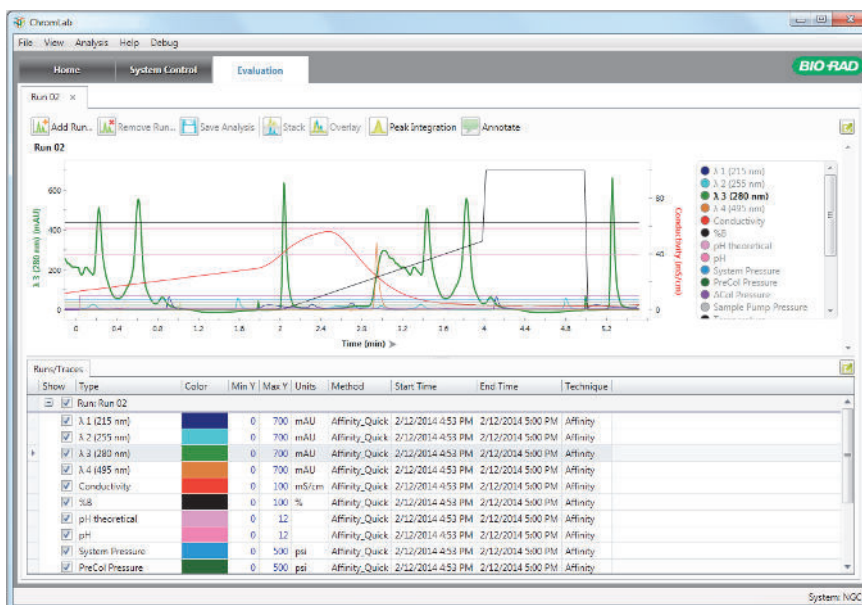 ChromLab
File View Analysis Help Debug
Home System Control Evaluation BIO-RAD
Run 02 ×
Add Run... Remove Run... Save Analysis Stack Overlay Peak Integration Annotate
Run 02
λ 3 (280 nm) (mAU)
600
400
200
0
0 0.4 0.8 1.2 1.6 2 2.4 2.8 3.2 3.6 4 4.4 4.8 5.2
Time (min)
80
40
0
Conductivity (mS/cm)
λ 1 (215 nm)
λ 2 (255 nm)
λ 3 (280 nm)
λ 4 (495 nm)
Conductivity
%B
pH theoretical
pH
System Pressure
PreCol Pressure
ΔCol Pressure
Sample Pump Pressure
Runs/Traces
Show Type Color Min Y Max Y Units Method Start Time End Time Technique
Run: Run 02
λ 1 (215 nm) 0 700 mAU Affinity_Quick 2/12/2014 4:53 PM 2/12/2014 5:00 PM Affinity
λ 2 (255 nm) 0 700 mAU Affinity_Quick 2/12/2014 4:53 PM 2/12/2014 5:00 PM Affinity
λ 3 (280 nm) 0 700 mAU Affinity_Quick 2/12/2014 4:53 PM 2/12/2014 5:00 PM Affinity
λ 4 (495 nm) 0 700 mAU Affinity_Quick 2/12/2014 4:53 PM 2/12/2014 5:00 PM Affinity
Conductivity 0 100 mS/cm Affinity_Quick 2/12/2014 4:53 PM 2/12/2014 5:00 PM Affinity
%B 0 100 % Affinity_Quick 2/12/2014 4:53 PM 2/12/2014 5:00 PM Affinity
pH theoretical 0 12 Affinity_Quick 2/12/2014 4:53 PM 2/12/2014 5:00 PM Affinity
pH 0 12 Affinity_Quick 2/12/2014 4:53 PM 2/12/2014 5:00 PM Affinity
System Pressure 0 500 psi Affinity_Quick 2/12/2014 4:53 PM 2/12/2014 5:00 PM Affinity
PreCol Pressure 0 500 psi Affinity_Quick 2/12/2014 4:53 PM 2/12/2014 5:00 PM Affinity
System: NGC